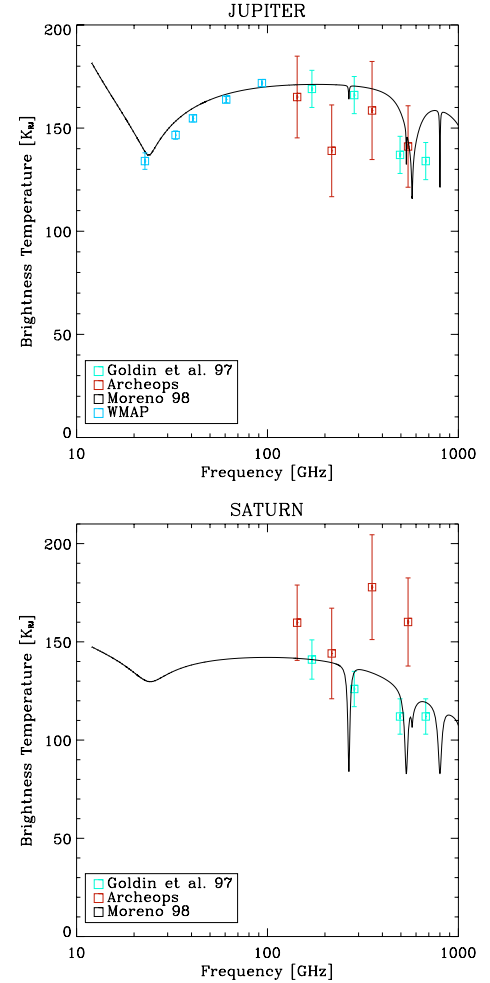 JUPITER
200
150
100
50
0
Brightness Temperature [K_RJ]
Goldin et al. 97
Archeops
Moreno 98
WMAP
10 100 1000
Frequency [GHz]
SATURN
200
150
100
50
0
Brightness Temperature [K_RJ]
Goldin et al. 97
Archeops
Moreno 98
10 100 1000
Frequency [GHz]